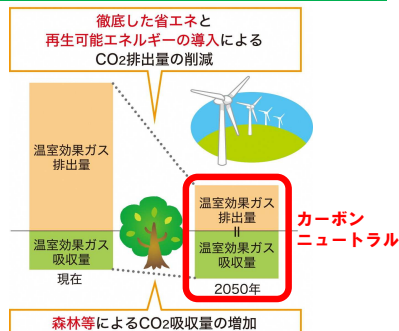 徹底した省エネと
再生可能エネルギーの導入による
CO2排出量の削減
温室効果ガス
排出量
温室効果ガス
吸収量
現在
温室効果ガス
排出量
=
温室効果ガス
吸収量
2050年
カーボン
ニュートラル
森林等によるCO2吸収量の増加